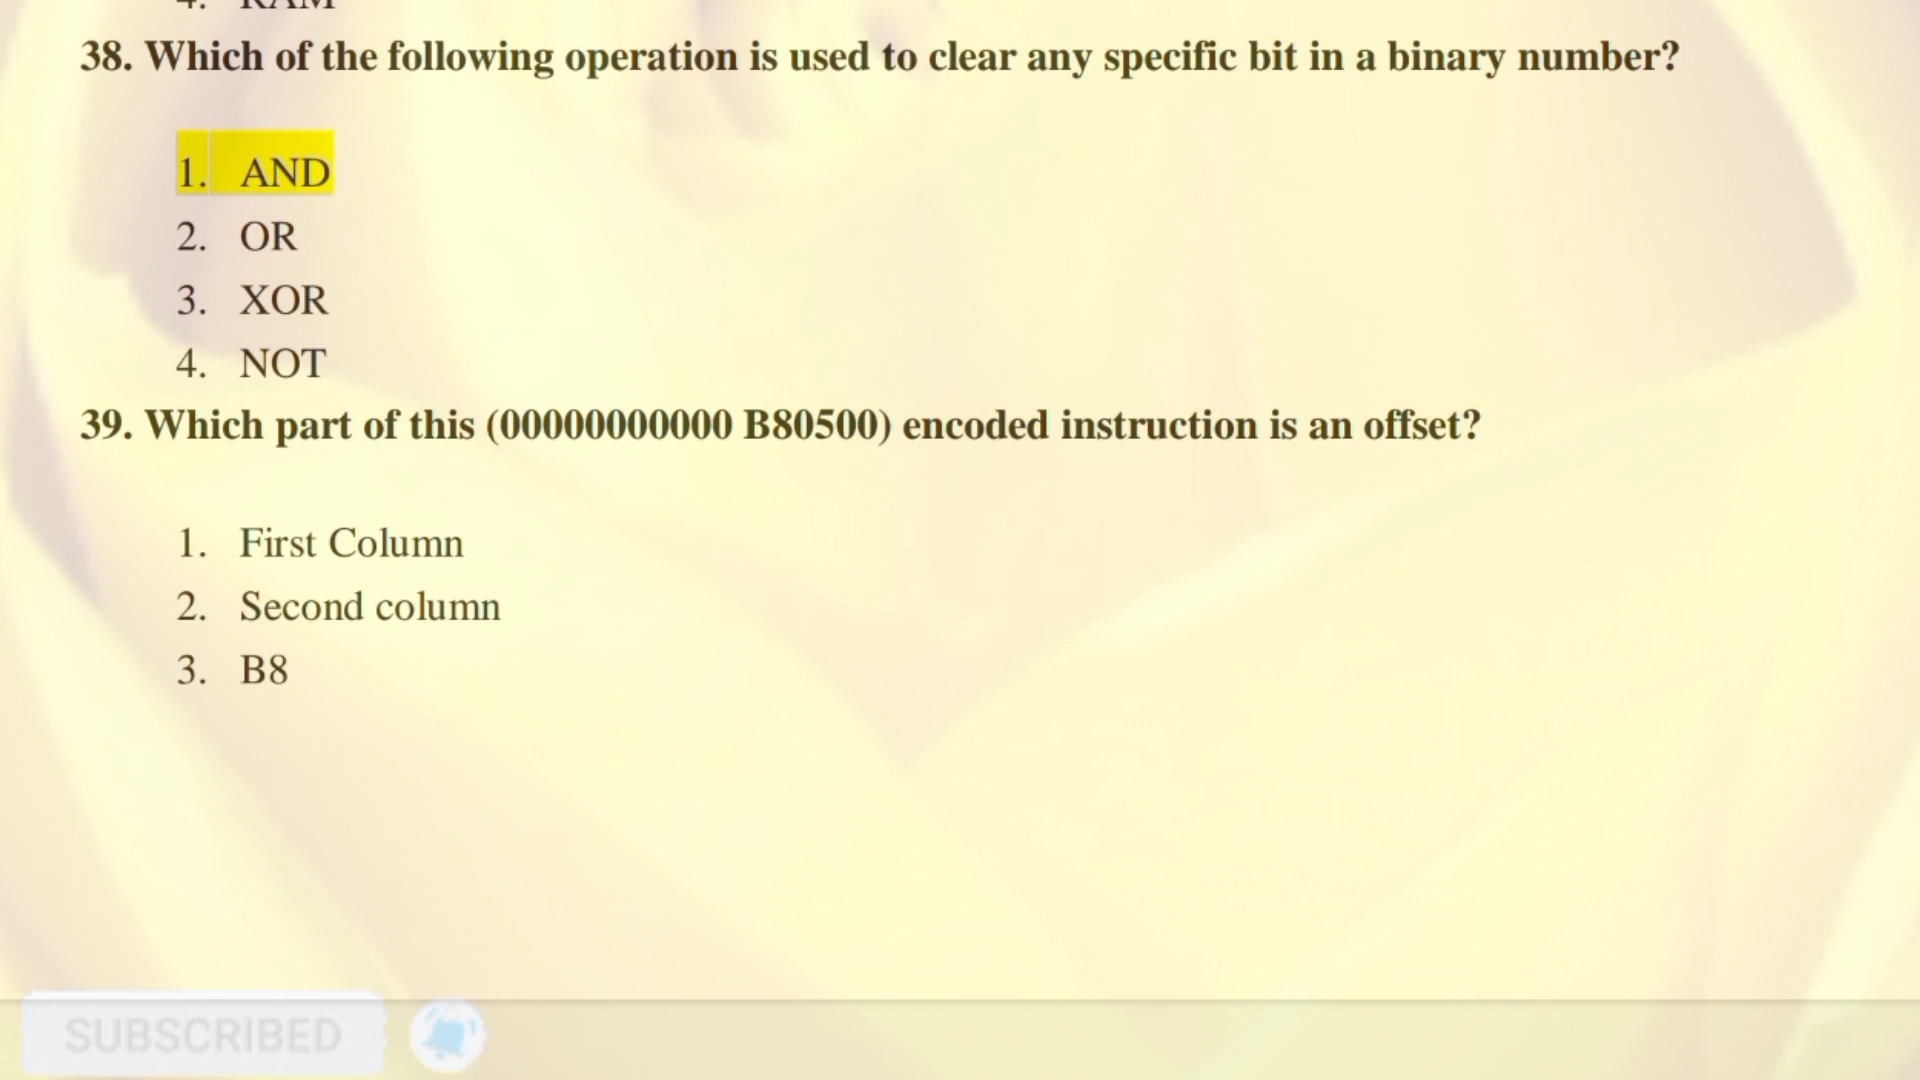 4. RAM
38. Which of the following operation is used to clear any specific bit in a binary number?
1. AND
2. OR
3. XOR
4. NOT
39. Which part of this (00000000000 B80500) encoded instruction is an offset?
1. First Column
2. Second column
3. B8
SUBSCRIBED